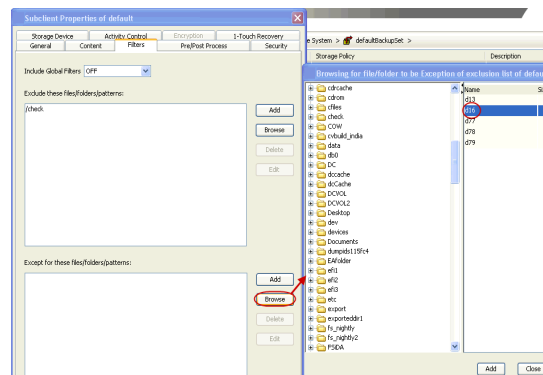 Subclient Properties of default
Storage Device
Activity Control
Encryption
1-Touch Recovery
General
Content
Filters
Pre/Post Process
Security
Include Global Filters
OFF
Exclude these files/folders/patterns:
/check
Add
Browse
Delete
Edit
Except for these files/folders/patterns:
Add
Browse
Delete
Edit
e System > defaultBackupSet >
Storage Policy
Description
Browsing for file/folder to be Exception of exclusion list of defau
cdrcache
cdrom
cfiles
check
COW
cvbuild_india
data
db0
DC
dccache
dcCache
DCVOL
DCVOL2
Desktop
dev
devices
Documents
dumpids115fc4
EAfolder
efi1
efi2
efi3
etc
export
exporteddir1
fs_nightly
fs_nightly2
FSIDA
Name
Si
d13
d16
d77
d78
d79
Add
Close